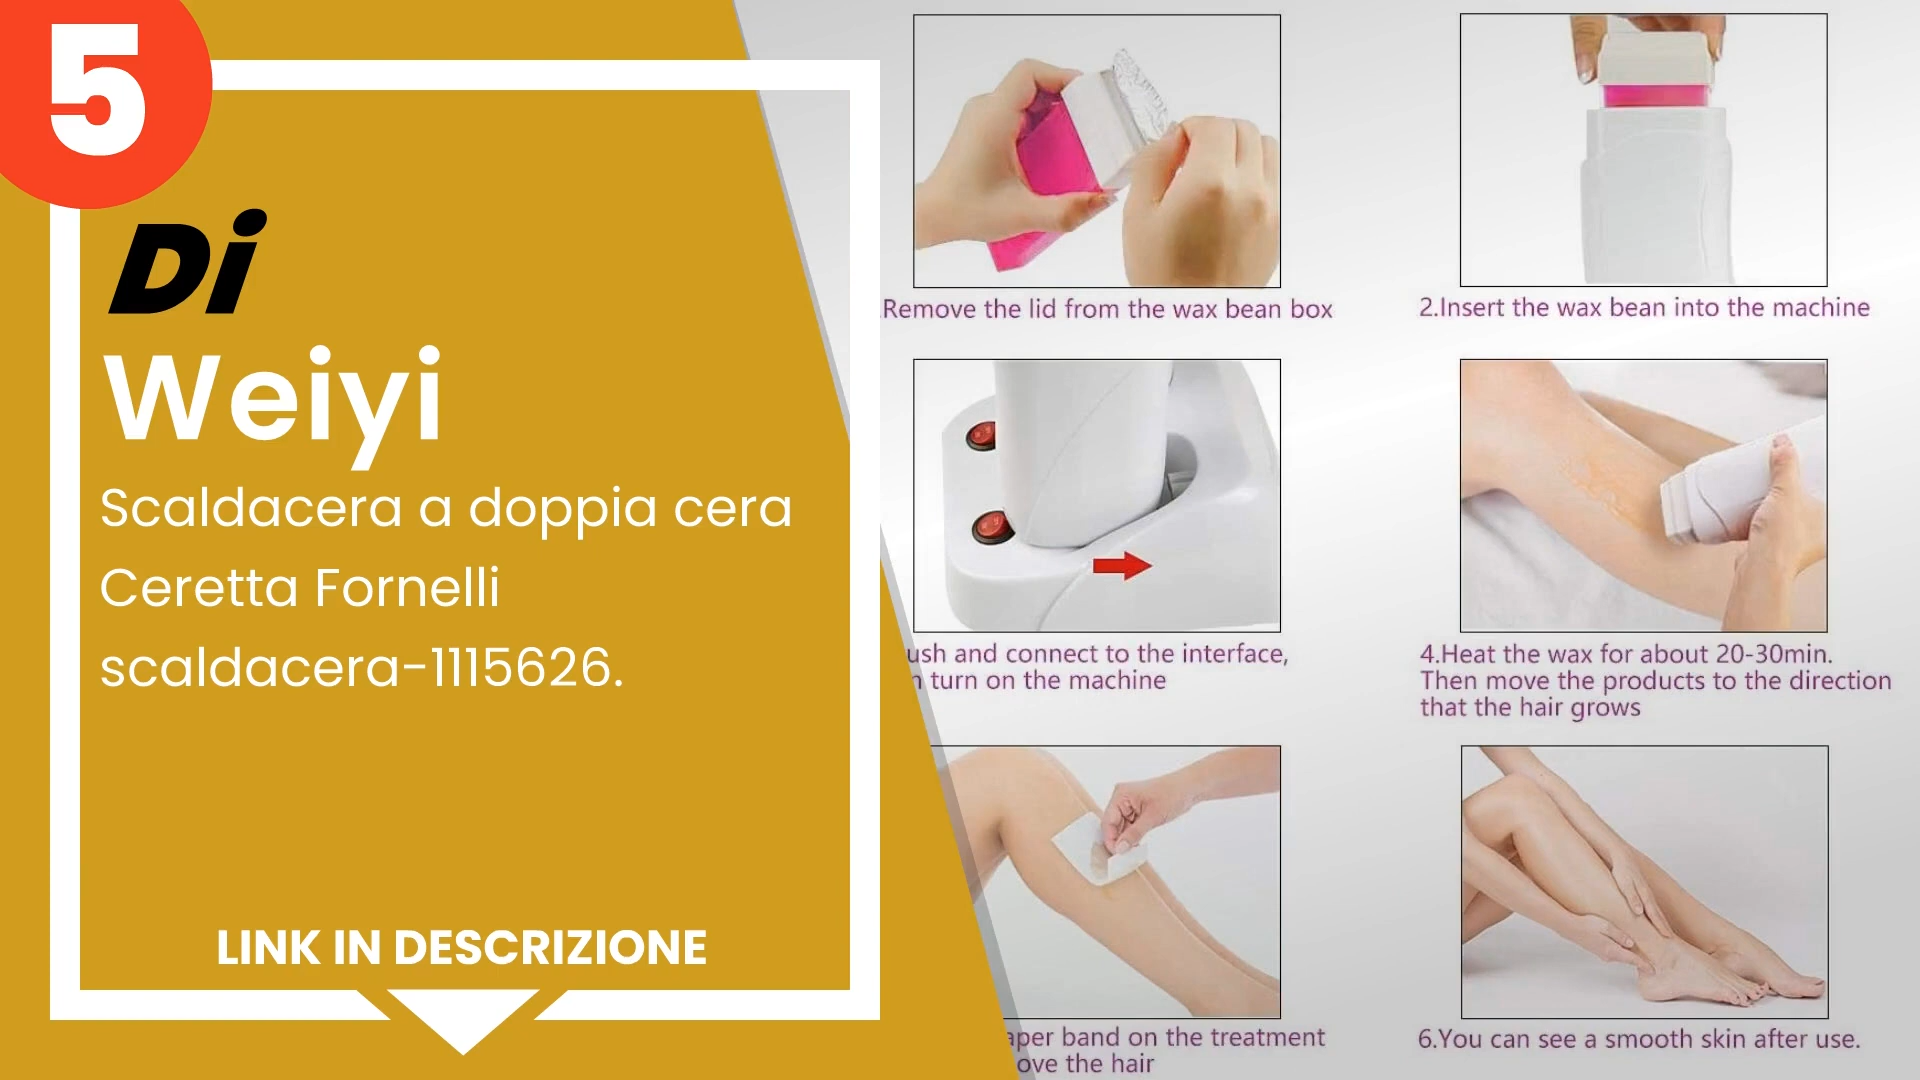 5
Di
Weiyi
Scaldacera a doppia cera
Ceretta Fornelli
scaldacera-1115626.
LINK IN DESCRIZIONE
.Remove the lid from the wax bean box
2.Insert the wax bean into the machine
and connect to the interface,
turn on the machine
4.Heat the wax for about 20-30min.
Then move the products to the direction
that the hair grows
band on the treatment
the hair
6.You can see a smooth skin after use.